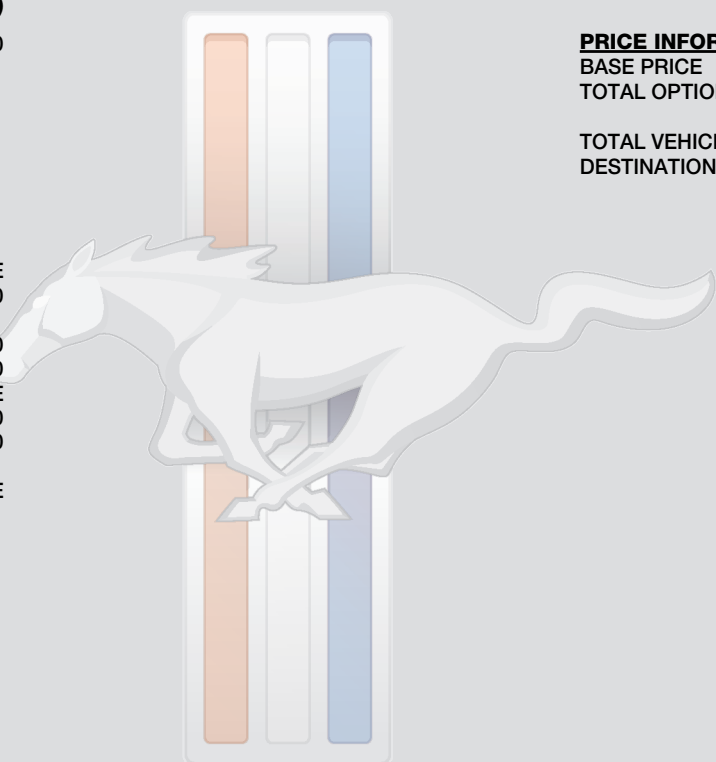 PRICE INFOR
BASE PRICE
TOTAL OPTIO
TOTAL VEHICL
DESTINATION